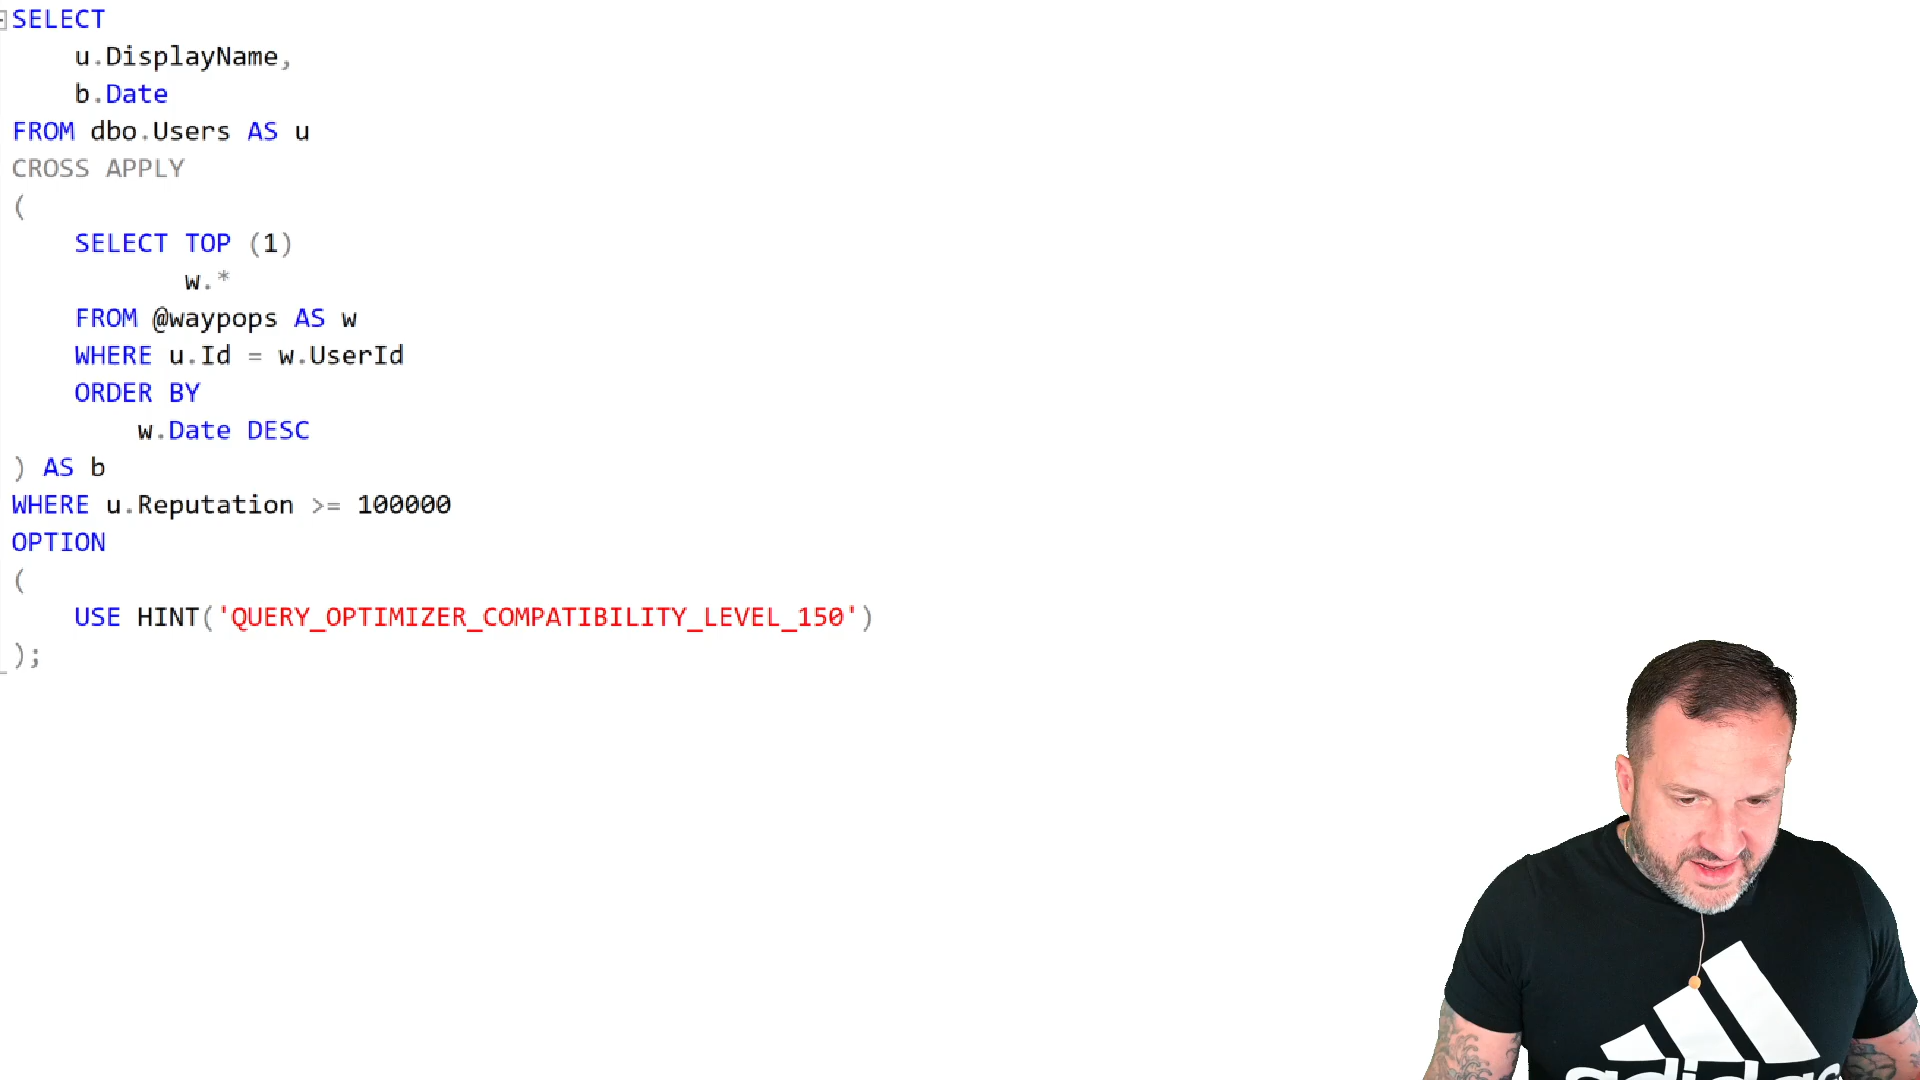 SELECT
    u.DisplayName,
    b.Date
FROM dbo.Users AS u
CROSS APPLY
(
    SELECT TOP (1)
           w.*
    FROM @waypops AS w
    WHERE u.Id = w.UserId
    ORDER BY
        w.Date DESC
) AS b
WHERE u.Reputation >= 100000
OPTION
(
    USE HINT('QUERY_OPTIMIZER_COMPATIBILITY_LEVEL_150')
);
adidas